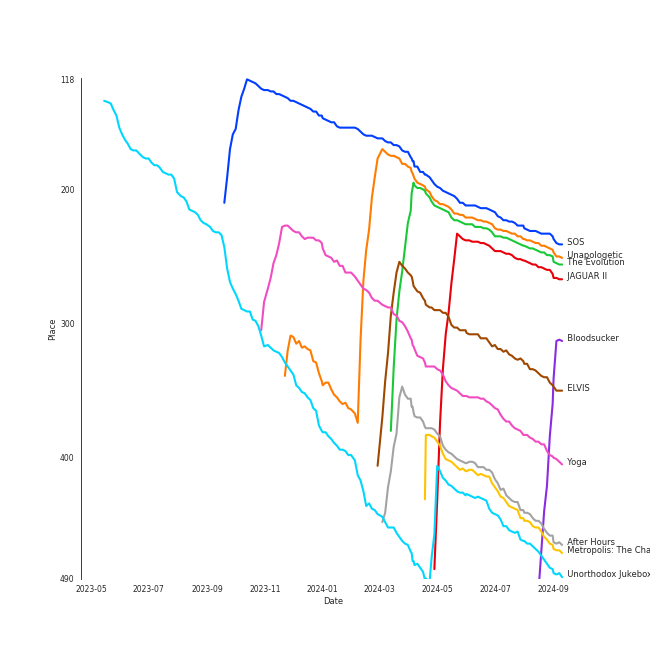 118
200
300
400
490
Place
2023-05
2023-07
2023-09
2023-11
2024-01
2024-03
2024-05
2024-07
2024-09
Date
SOS
Unapologetic
The Evolution
JAGUAR II
Bloodsucker
ELVIS
Yoga
After Hours
Metropolis: The Cha
Unorthodox Jukebox